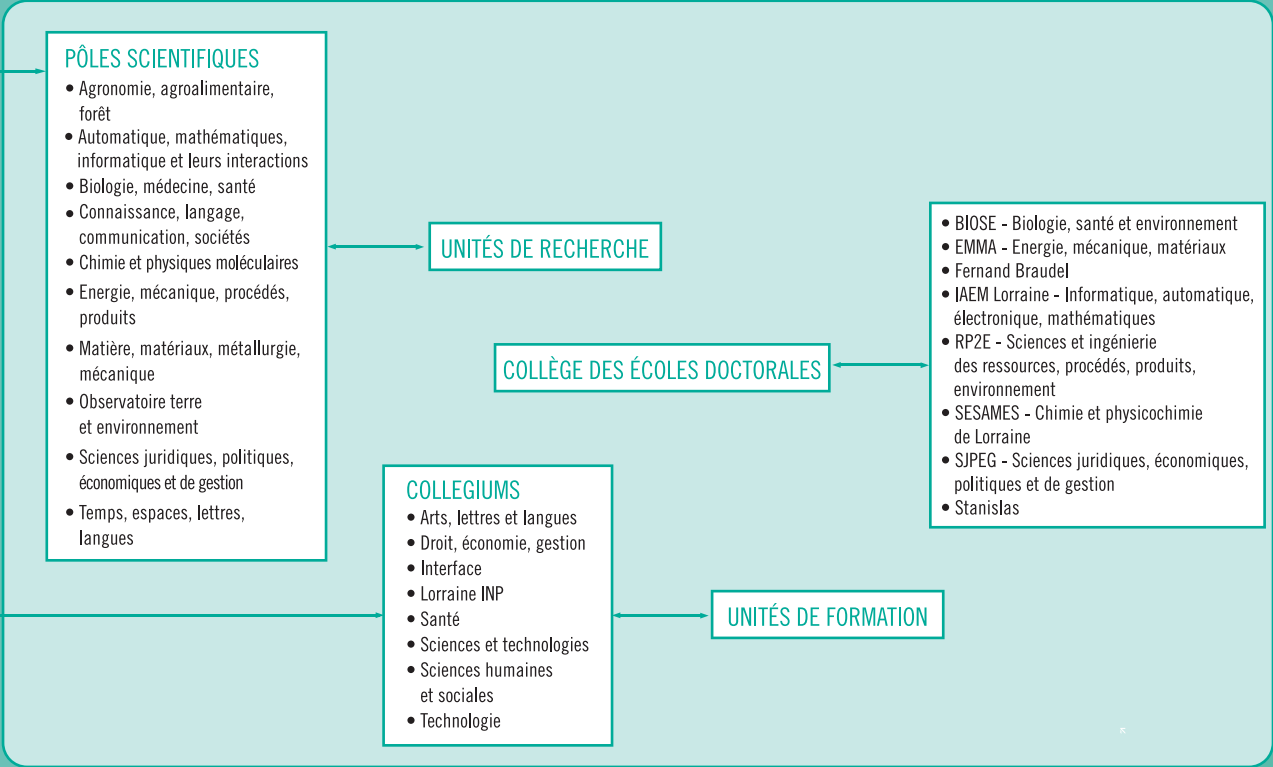 PÔLES SCIENTIFIQUES
• Agronomie, agroalimentaire,
forêt
• Automatique, mathématiques,
informatique et leurs interactions
• Biologie, médecine, santé
• Connaissance, langage,
communication, sociétés
• Chimie et physiques moléculaires
• Energie, mécanique, procédés,
produits
• Matière, matériaux, métallurgie,
mécanique
• Observatoire terre
et environnement
• Sciences juridiques, politiques,
économiques et de gestion
• Temps, espaces, lettres,
langues
UNITÉS DE RECHERCHE
COLLÈGE DES ÉCOLES DOCTORALES
• BIOSE - Biologie, santé et environnement
• EMMA - Energie, mécanique, matériaux
• Fernand Braudel
• IAEM Lorraine - Informatique, automatique,
électronique, mathématiques
• RP2E - Sciences et ingénierie
des ressources, procédés, produits,
environnement
• SESAMES - Chimie et physicochimie
de Lorraine
• SJPEG - Sciences juridiques, économiques,
politiques et de gestion
• Stanislas
COLLEGIUMS
• Arts, lettres et langues
• Droit, économie, gestion
• Interface
• Lorraine INP
• Santé
• Sciences et technologies
• Sciences humaines
et sociales
• Technologie
UNITÉS DE FORMATION